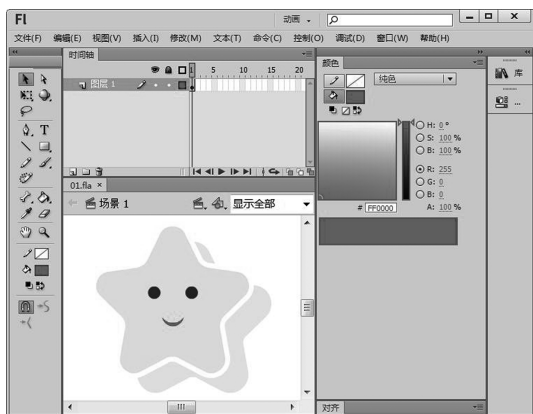 Fl
动画
文件(F) 编辑(E) 视图(V) 插入(I) 修改(M) 文本(T) 命令(C) 控制(O) 调试(D) 窗口(W) 帮助(H)
时间轴
1 5 10 15 20
图层 1
颜色
纯色
H: 0 °
S: 100 %
B: 100 %
R: 255
G: 0
B: 0
# FF0000 A: 100 %
库
...
T
01.fla ×
场景 1 显示全部
对齐